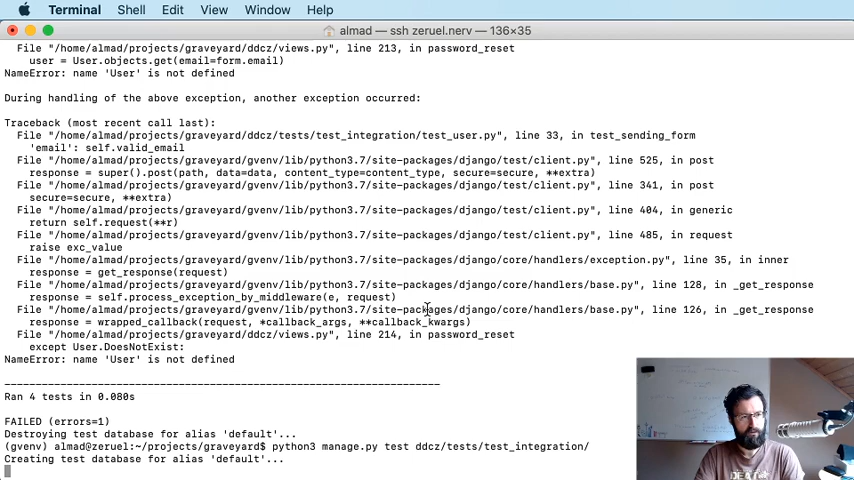 Terminal Shell Edit View Window Help
almad — ssh zeruel.nerv — 136×35
File "/home/almad/projects/graveyard/ddcz/views.py", line 213, in password_reset
user = User.objects.get(email=form.email)
NameError: name 'User' is not defined
During handling of the above exception, another exception occurred:
Traceback (most recent call last):
File "/home/almad/projects/graveyard/ddcz/tests/test_integration/test_user.py", line 33, in test_sending_form
'email': self.valid_email
File "/home/almad/projects/graveyard/gvenv/lib/python3.7/site-packages/django/test/client.py", line 525, in post
response = super().post(path, data=data, content_type=content_type, secure=secure, **extra)
File "/home/almad/projects/graveyard/gvenv/lib/python3.7/site-packages/django/test/client.py", line 341, in post
secure=secure, **extra)
File "/home/almad/projects/graveyard/gvenv/lib/python3.7/site-packages/django/test/client.py", line 404, in generic
return self.request(**r)
File "/home/almad/projects/graveyard/gvenv/lib/python3.7/site-packages/django/test/client.py", line 485, in request
raise exc_value
File "/home/almad/projects/graveyard/gvenv/lib/python3.7/site-packages/django/core/handlers/exception.py", line 35, in inner
response = get_response(request)
File "/home/almad/projects/graveyard/gvenv/lib/python3.7/site-packages/django/core/handlers/base.py", line 128, in _get_response
response = self.process_exception_by_middleware(e, request)
File "/home/almad/projects/graveyard/gvenv/lib/python3.7/site-packages/django/core/handlers/base.py", line 126, in _get_response
response = wrapped_callback(request, *callback_args, **callback_kwargs)
File "/home/almad/projects/graveyard/ddcz/views.py", line 214, in password_reset
except User.DoesNotExist:
NameError: name 'User' is not defined
----------------------------------------------------------------------
Ran 4 tests in 0.080s
FAILED (errors=1)
Destroying test database for alias 'default'...
(gvenv) almad@zeruel:~/projects/graveyard$ python3 manage.py test ddcz/tests/test_integration/
Creating test database for alias 'default'...